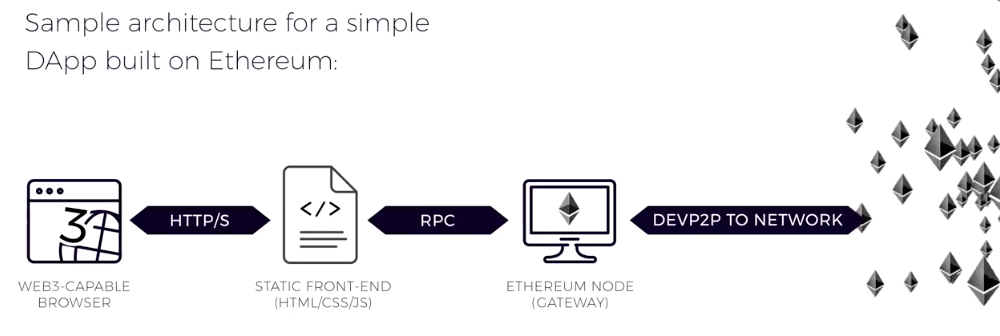 Sample architecture for a simple
DApp built on Ethereum:
3
HTTP/S
</>
RPC
DEVP2P TO NETWORK
WEB3-CAPABLE
BROWSER
STATIC FRONT-END
(HTML/CSS/JS)
ETHEREUM NODE
(GATEWAY)